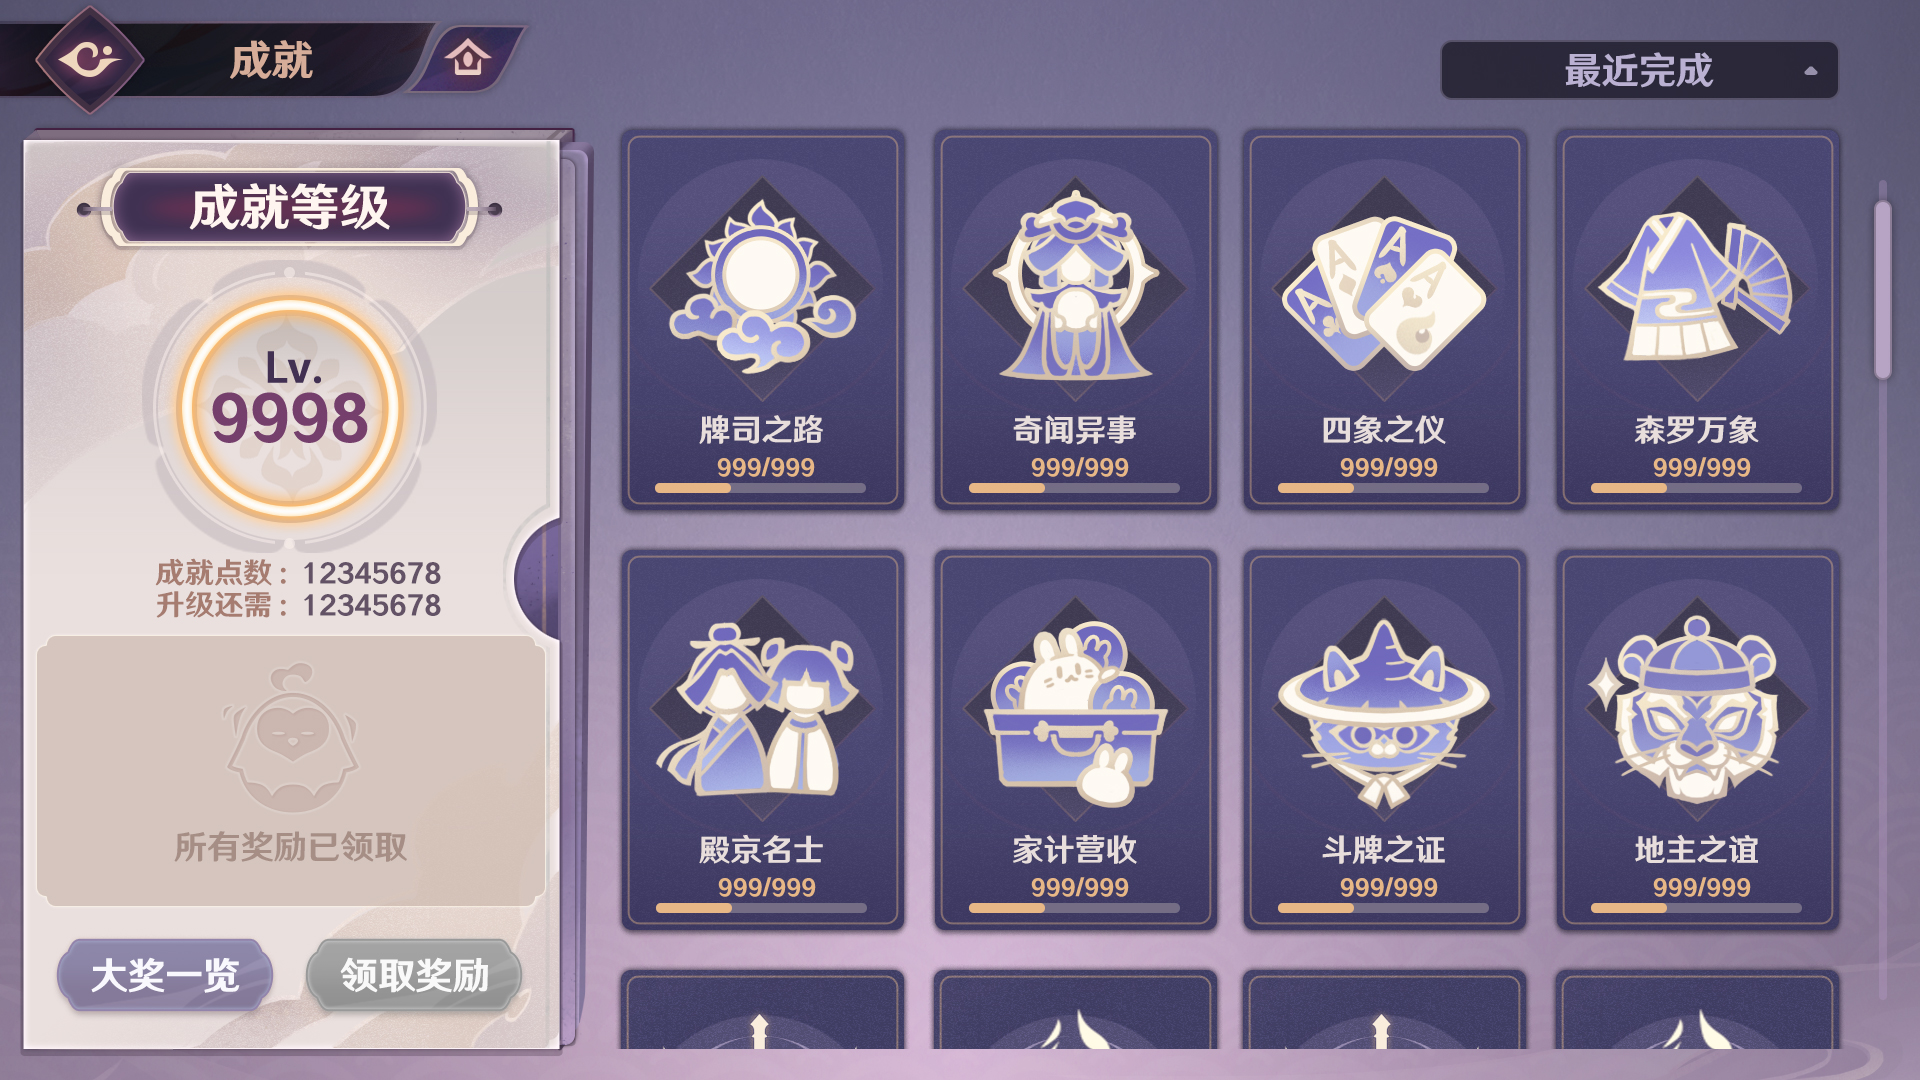 成就
最近完成
成就等级
Lv.
9998
成就点数：12345678
升级还需：12345678
所有奖励已领取
大奖一览
领取奖励
牌司之路
999/999
奇闻异事
999/999
四象之仪
999/999
森罗万象
999/999
殿京名士
999/999
家计营收
999/999
斗牌之证
999/999
地主之谊
999/999
A
A
A
A